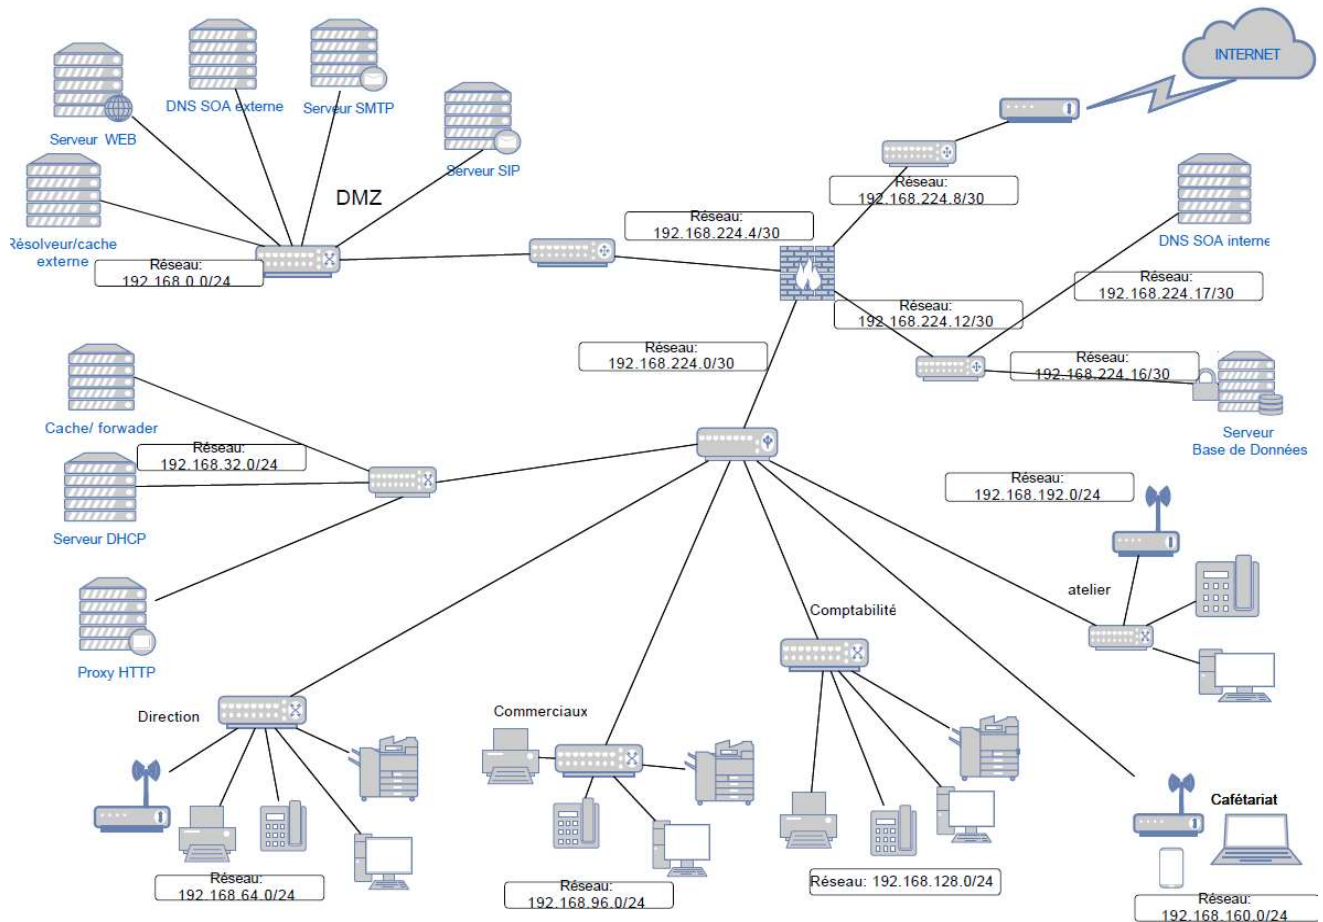 INTERNET
DNS SOA externe
Serveur SMTP
Serveur WEB
Serveur SIP
DMZ
Résolveur/cache
externe
Réseau:
192.168.0.0/24
Réseau:
192.168.224.4/30
Réseau:
192.168.224.8/30
DNS SOA interne
Réseau:
192.168.224.17/30
Réseau:
192.168.224.12/30
Réseau:
192.168.224.0/30
Réseau:
192.168.224.16/30
Serveur
Base de Données
Cache/ forwader
Réseau:
192.168.32.0/24
Serveur DHCP
Proxy HTTP
Réseau:
192.168.192.0/24
atelier
Comptabilité
Direction
Commerciaux
Cafétariat
Réseau:
192.168.64.0/24
Réseau:
192.168.96.0/24
Réseau: 192.168.128.0/24
Réseau:
192.168.160.0/24